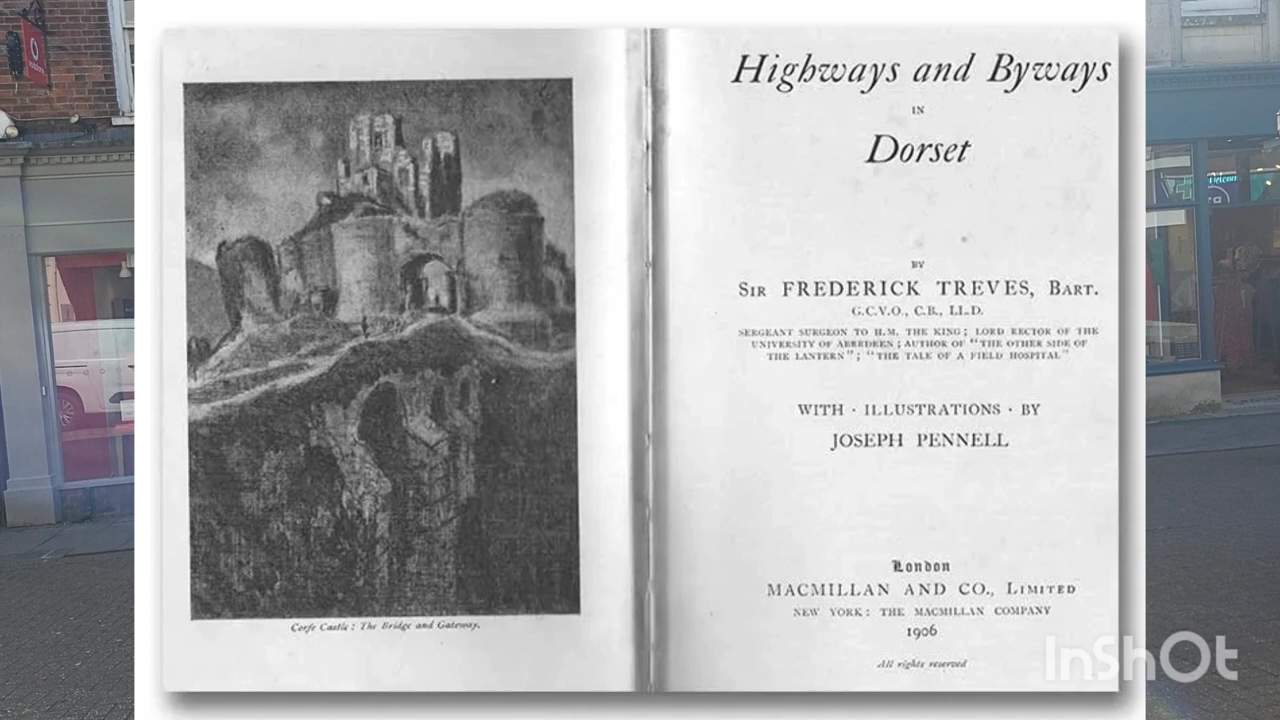 Highways and Byways
IN
Dorset
BY
SIR FREDERICK TREVES, BART.
G.C.V.O., C.B., LL.D.
SERGEANT SURGEON TO H.M. THE KING; LORD RECTOR OF THE
UNIVERSITY OF ABERDEEN; AUTHOR OF "THE OTHER SIDE OF
THE LANTERN"; "THE TALE OF A FIELD HOSPITAL"
WITH · ILLUSTRATIONS · BY
JOSEPH PENNELL
London
MACMILLAN AND CO., LIMITED
NEW YORK: THE MACMILLAN COMPANY
1906
All rights reserved
Corfe Castle: The Bridge and Gateway.
InShOt